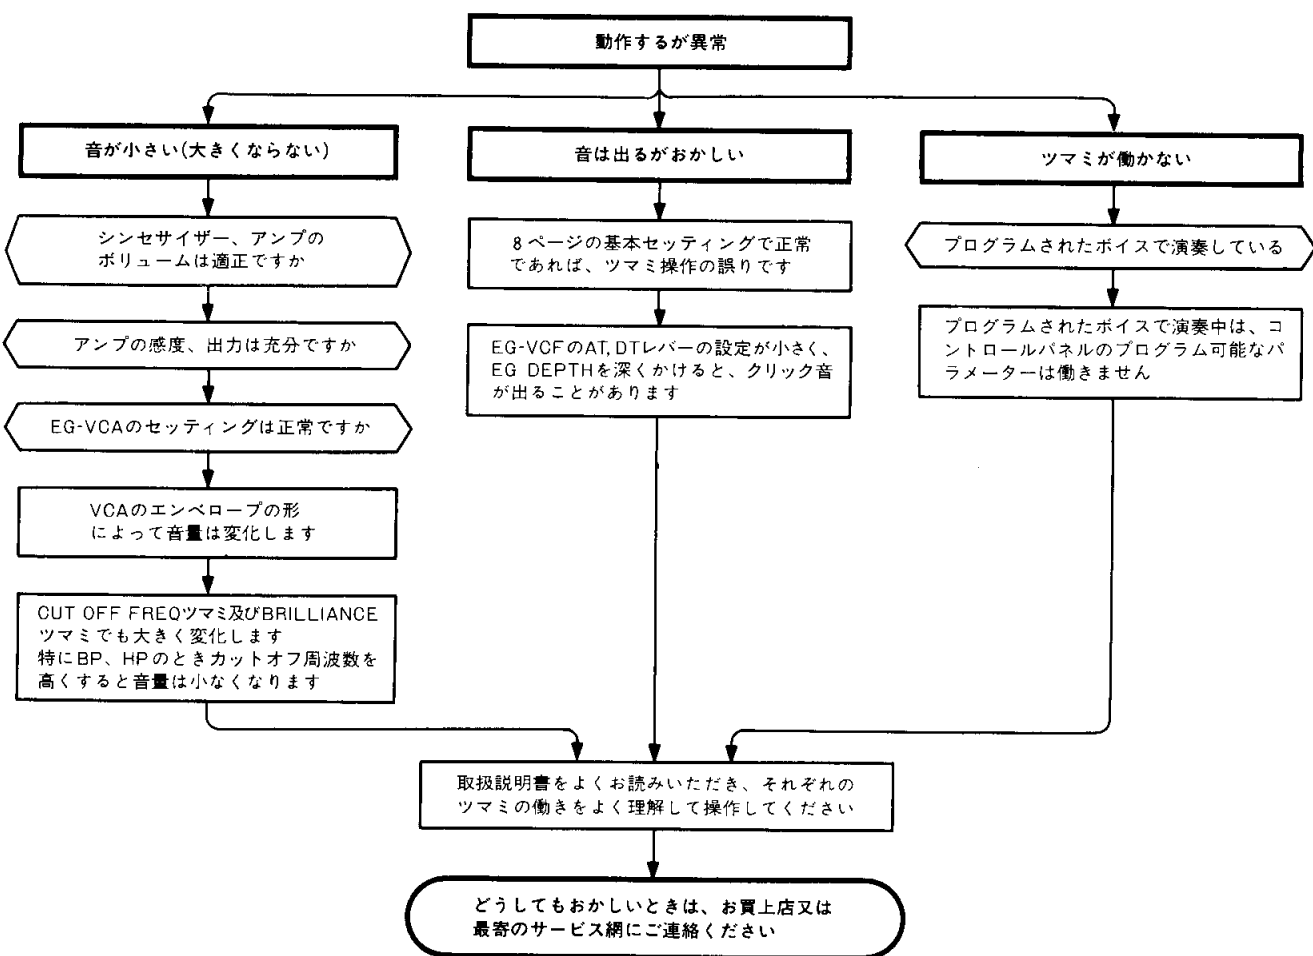 動作するが異常
音が小さい(大きくならない)
シンセサイザー、アンプの
ボリュームは適正ですか
アンプの感度、出力は充分ですか
EG-VCAのセッティングは正常ですか
VCAのエンベロープの形
によって音量は変化します
CUT OFF FREQツマミ及びBRILLIANCE
ツマミでも大きく変化します
特にBP、HPのときカットオフ周波数を
高くすると音量は小なくなります
音は出るがおかしい
8ページの基本セッティングで正常
であれば、ツマミ操作の誤りです
EG-VCFのAT,DTレバーの設定が小さく、
EG DEPTHを深くかけると、クリック音
が出ることがあります
ツマミが働かない
プログラムされたボイスで演奏している
プログラムされたボイスで演奏中は、コ
ントロールパネルのプログラム可能なパ
ラメーターは働きません
取扱説明書をよくお読みいただき、それぞれの
ツマミの働きをよく理解して操作してください
どうしてもおかしいときは、お買上店又は
最寄のサービス網にご連絡ください